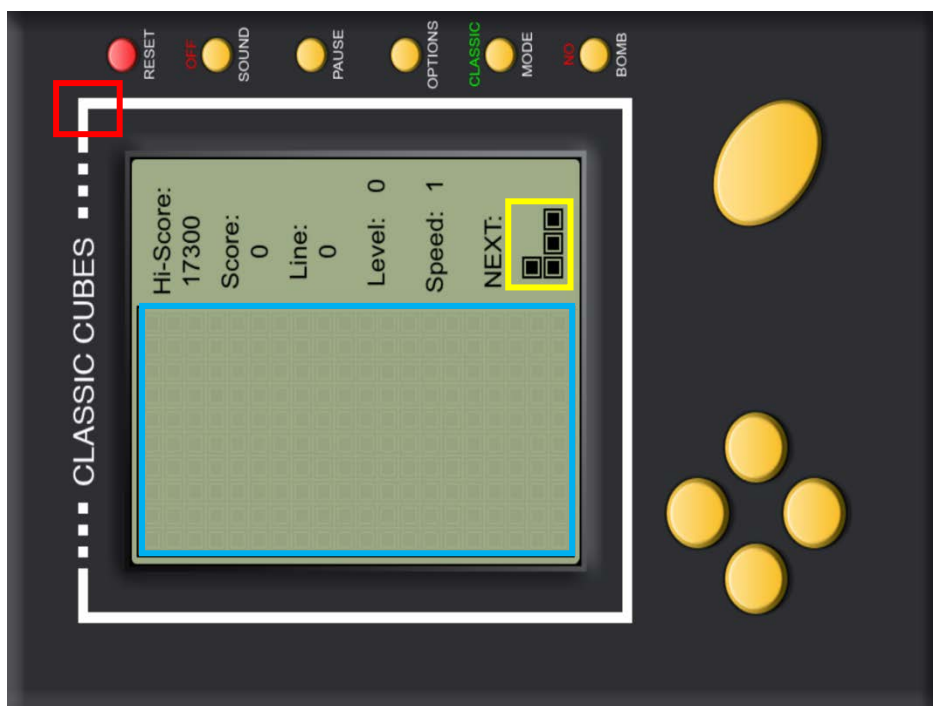 CLASSIC CUBES
Hi-Score:
17300
Score:
0
Line:
0
Level: 0
Speed: 1
NEXT:
RESET
OFF
SOUND
PAUSE
OPTIONS
CLASSIC
MODE
NO
BOMB